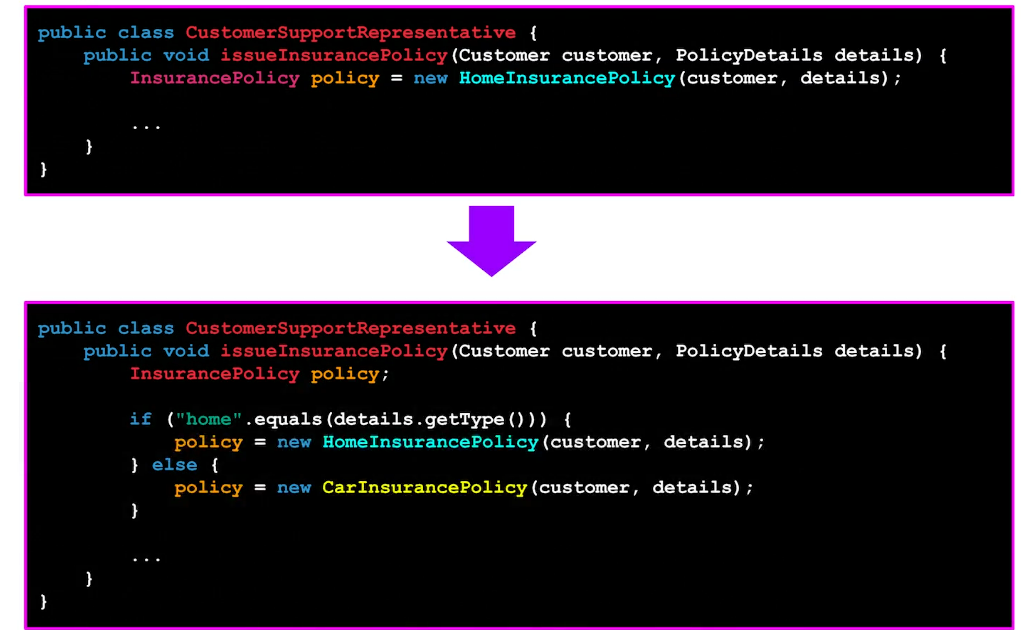 public class CustomerSupportRepresentative {
    public void issueInsurancePolicy(Customer customer, PolicyDetails details) {
        InsurancePolicy policy = new HomeInsurancePolicy(customer, details);
        ...
    }
}
public class CustomerSupportRepresentative {
    public void issueInsurancePolicy(Customer customer, PolicyDetails details) {
        InsurancePolicy policy;
        if ("home".equals(details.getType())) {
            policy = new HomeInsurancePolicy(customer, details);
        } else {
            policy = new CarInsurancePolicy(customer, details);
        }
        ...
    }
}